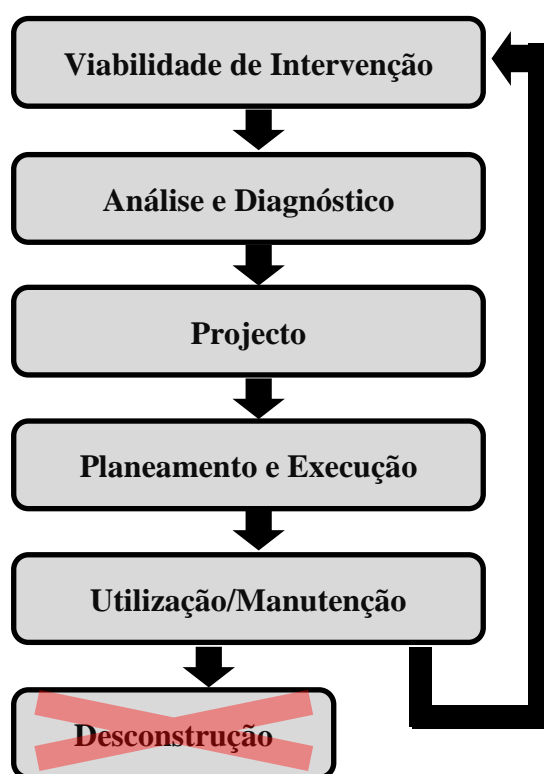 Viabilidade de Intervenção
Análise e Diagnóstico
Projecto
Planeamento e Execução
Utilização/Manutenção
Desconstrução